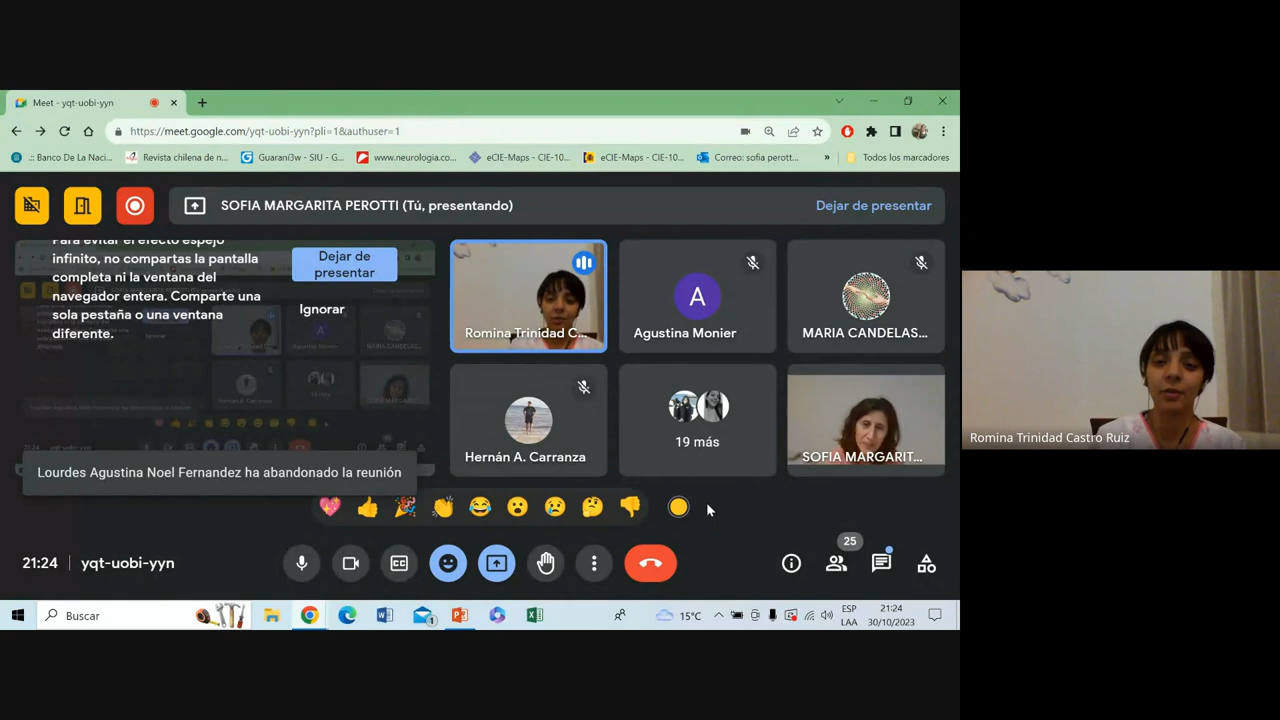 Meet - yqt-uobi-yyn
https://meet.google.com/yqt-uobi-yyn?pli=1&authuser=1
.:: Banco De La Naci...
Revista chilena de n...
Guaraní3w - SIU - G...
www.neurologia.co...
eCIE-Maps - CIE-10...
eCIE-Maps - CIE-10...
Correo: sofia perott...
»
Todos los marcadores
SOFIA MARGARITA PEROTTI (Tú, presentando)
Dejar de presentar
Para evitar el efecto espejo
infinito, no compartas la pantalla
completa ni la ventana del
navegador entera. Comparte una
sola pestaña o una ventana
diferente.
Dejar de
presentar
Ignorar
Romina Trinidad C...
A
Agustina Monier
MARIA CANDELAS...
Hernán A. Carranza
19 más
SOFIA MARGARIT...
Lourdes Agustina Noel Fernandez ha abandonado la reunión
21:24
yqt-uobi-yyn
25
Buscar
1
15°C
ESP
LAA
21:24
30/10/2023
Romina Trinidad Castro Ruiz